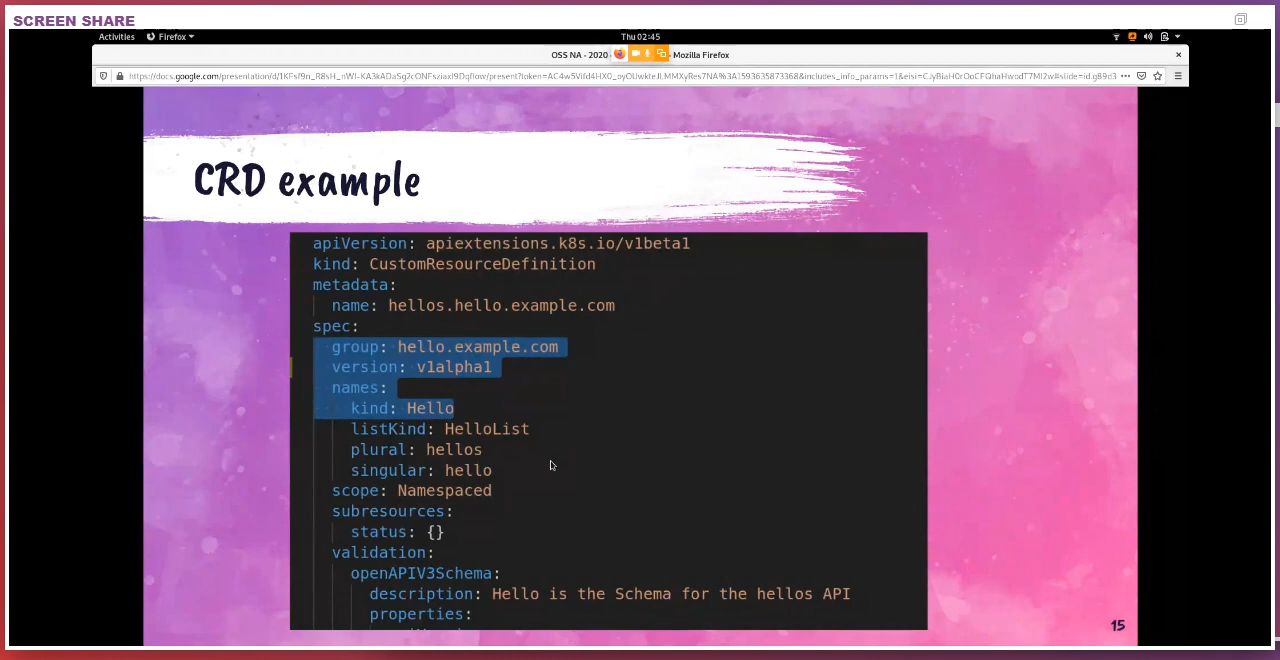 SCREEN SHARE
Activities Firefox Thu 02:45
OSS NA - 2020 - Mozilla Firefox
CRD example
apiVersion: apiextensions.k8s.io/v1beta1
kind: CustomResourceDefinition
metadata:
name: hellos.hello.example.com
spec:
group: hello.example.com
version: v1alpha1
names:
kind: Hello
listKind: HelloList
plural: hellos
singular: hello
scope: Namespaced
subresources:
status: {}
validation:
openAPIV3Schema:
description: Hello is the Schema for the hellos API
properties:
15